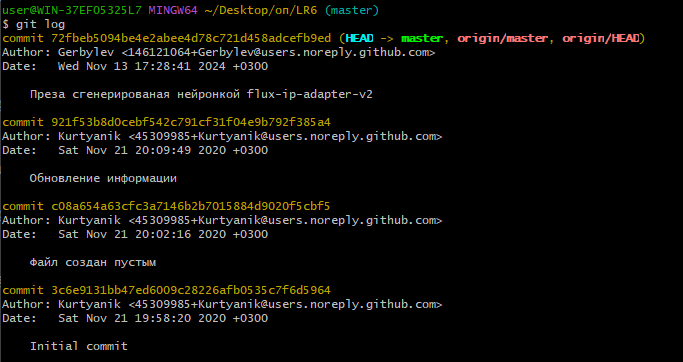 user@WIN-37EF05325L7 MINGW64 ~/Desktop/on/LR6 (master)
$ git log
commit 72fbeb5094be4e2abee4d78c721d458adcefb9ed (HEAD -> master, origin/master, origin/HEAD)
Author: Gerbylev <146121064+Gerbylev@users.noreply.github.com>
Date:   Wed Nov 13 17:28:41 2024 +0300
    Преза сгенерированая нейронкой flux-ip-adapter-v2
commit 921f53b8d0cebf542c791cf31f04e9b792f385a4
Author: Kurtyanik <45309985+Kurtyanik@users.noreply.github.com>
Date:   Sat Nov 21 20:09:49 2020 +0300
    Обновление информации
commit c08a654a63cfc3a7146b2b7015884d9020f5cbf5
Author: Kurtyanik <45309985+Kurtyanik@users.noreply.github.com>
Date:   Sat Nov 21 20:02:16 2020 +0300
    Файл создан пустым
commit 3c6e9131bb47ed6009c28226afb0535c7f6d5964
Author: Kurtyanik <45309985+Kurtyanik@users.noreply.github.com>
Date:   Sat Nov 21 19:58:20 2020 +0300
    Initial commit